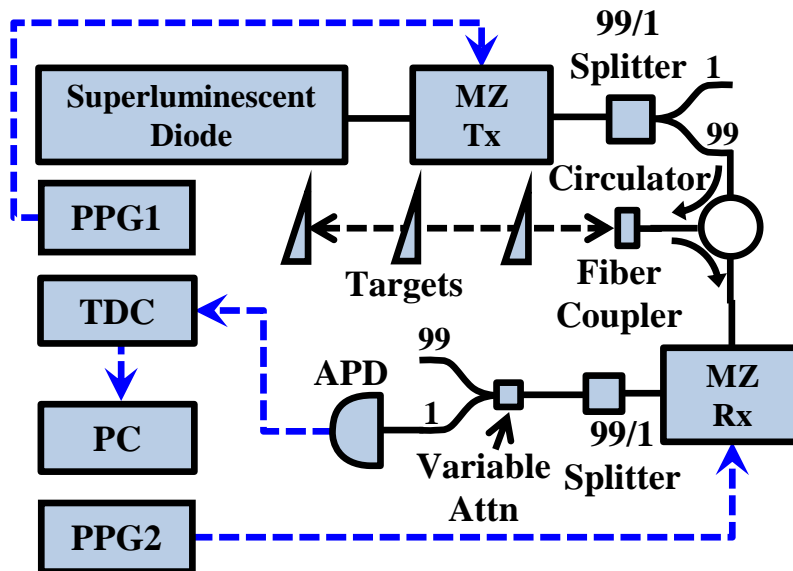 99/1
Splitter
1
Superluminescent
Diode
MZ
Tx
99
Circulator
PPG1
Targets
Fiber
Coupler
TDC
99
APD
MZ
Rx
1
PC
99/1
Splitter
Variable
Attn
PPG2